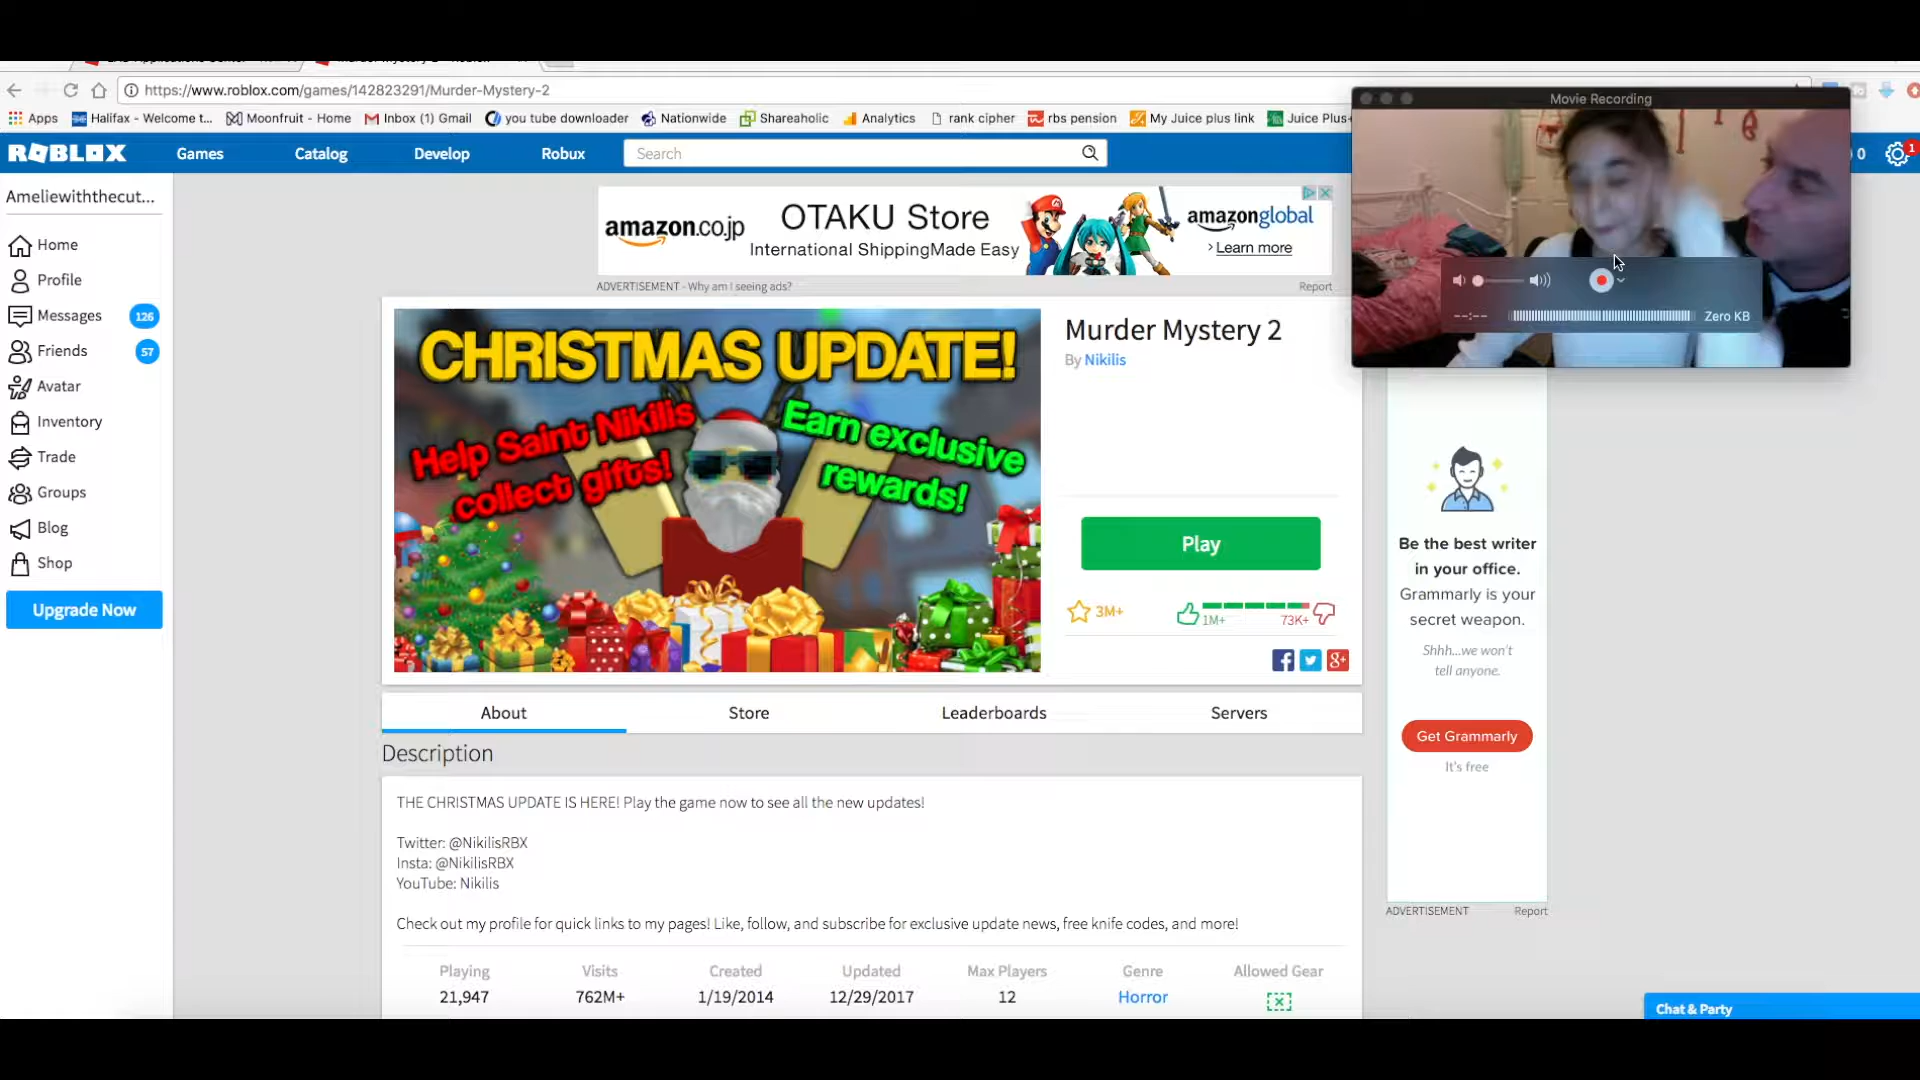 https://www.roblox.com/games/142823291/Murder-Mystery-2
Apps
Halifax - Welcome t...
Moonfruit - Home
Inbox (1) Gmail
you tube downloader
Nationwide
Shareaholic
Analytics
rank cipher
rbs pension
My Juice plus link
Juice Plus+
Movie Recording
ROBLOX
Games
Catalog
Develop
Robux
Search
0
1
Ameliewiththecut...
Home
Profile
Messages 126
Friends 57
Avatar
Inventory
Trade
Groups
Blog
Shop
Upgrade Now
amazon.co.jp
OTAKU Store
International ShippingMade Easy
amazonglobal
› Learn more
ADVERTISEMENT - Why am I seeing ads?
Report
--:--
Zero KB
CHRISTMAS UPDATE!
Help Saint Nikilis
collect gifts!
Earn exclusive
rewards!
Murder Mystery 2
By Nikilis
Play
3M+
1M+
73K+
About
Store
Leaderboards
Servers
Description
THE CHRISTMAS UPDATE IS HERE! Play the game now to see all the new updates!
Twitter: @NikilisRBX
Insta: @NikilisRBX
YouTube: Nikilis
Check out my profile for quick links to my pages! Like, follow, and subscribe for exclusive update news, free knife codes, and more!
Playing
Visits
Created
Updated
Max Players
Genre
Allowed Gear
21,947
762M+
1/19/2014
12/29/2017
12
Horror
Be the best writer
in your office.
Grammarly is your
secret weapon.
Shhh...we won't
tell anyone.
Get Grammarly
It's free
ADVERTISEMENT
Report
Chat & Party